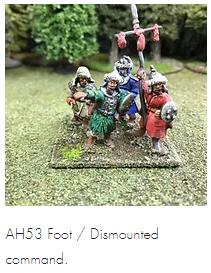 AH53 Foot / Dismounted
command.